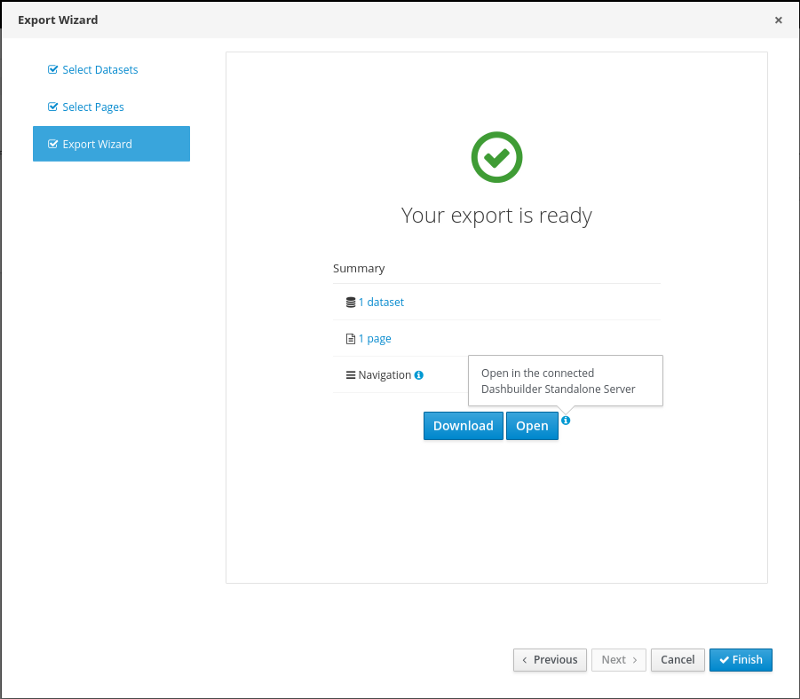 Export Wizard
×
Select Datasets
Select Pages
Export Wizard
Your export is ready
Summary
1 dataset
1 page
Navigation
Open in the connected
Dashbuilder Standalone Server
Download
Open
Previous
Next
Cancel
Finish